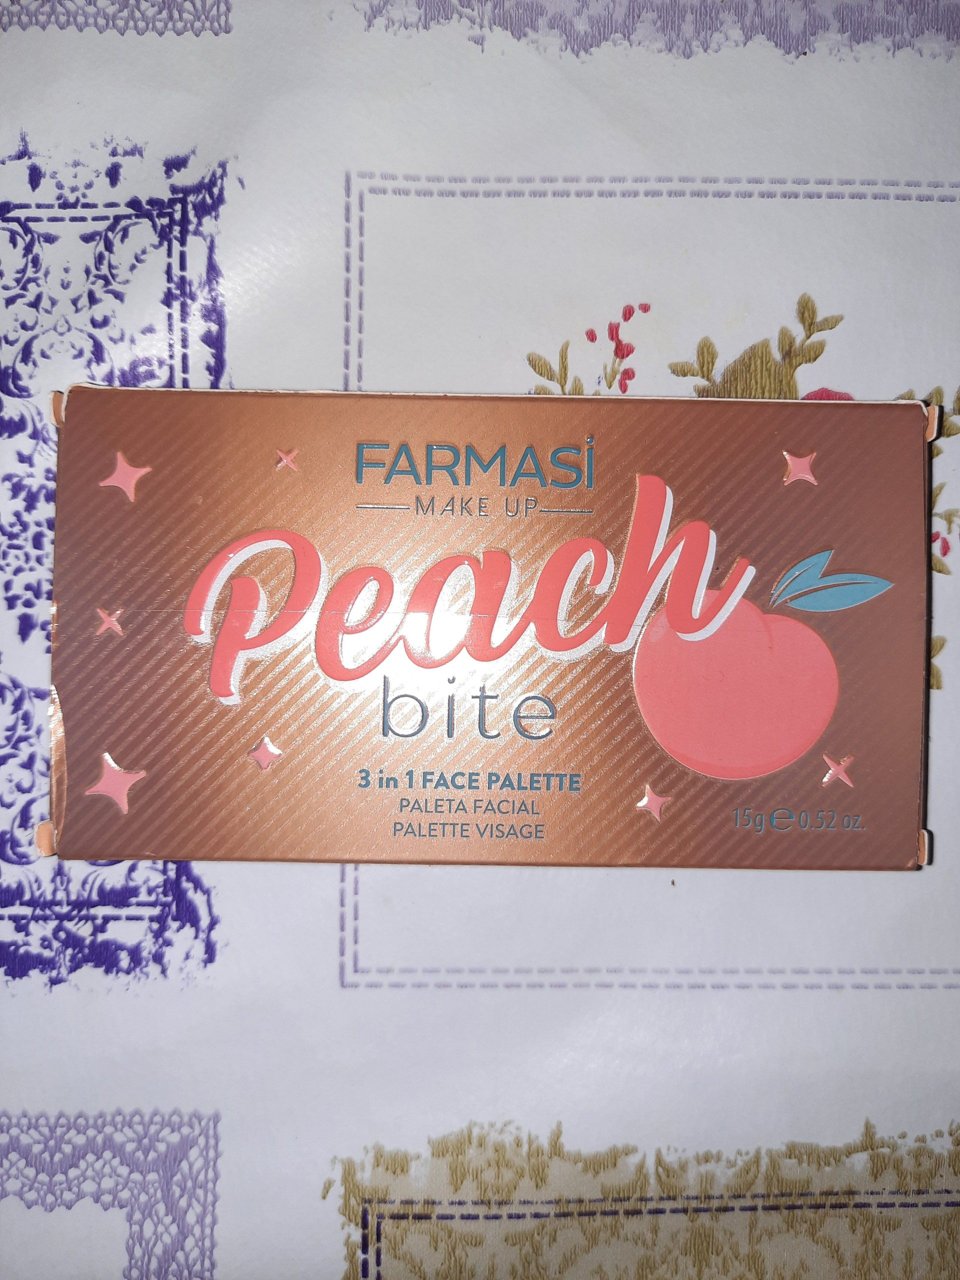 FARMASİ
MAKE UP
Peach
bite
3 in 1 FACE PALETTE
PALETA FACIAL
PALETTE VISAGE
15g ℮ 0.52 oz.